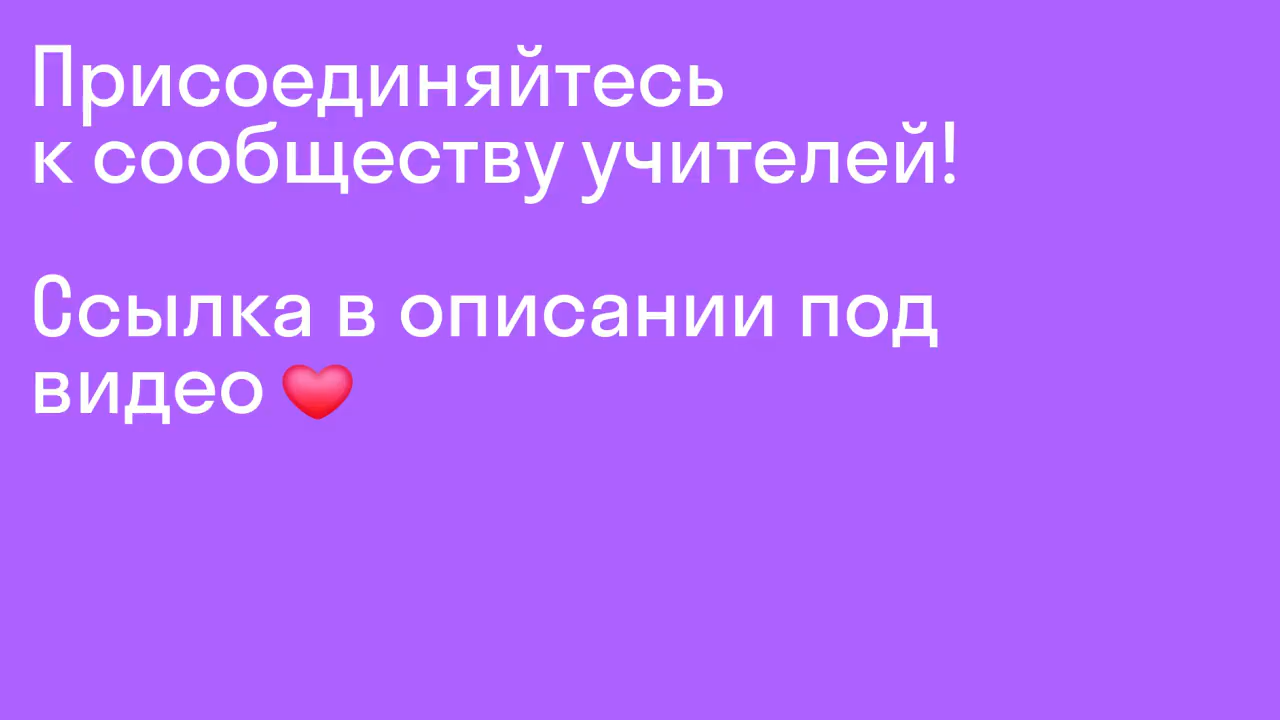 Присоединяйтесь
к сообществу учителей!
Ссылка в описании под
видео ❤️